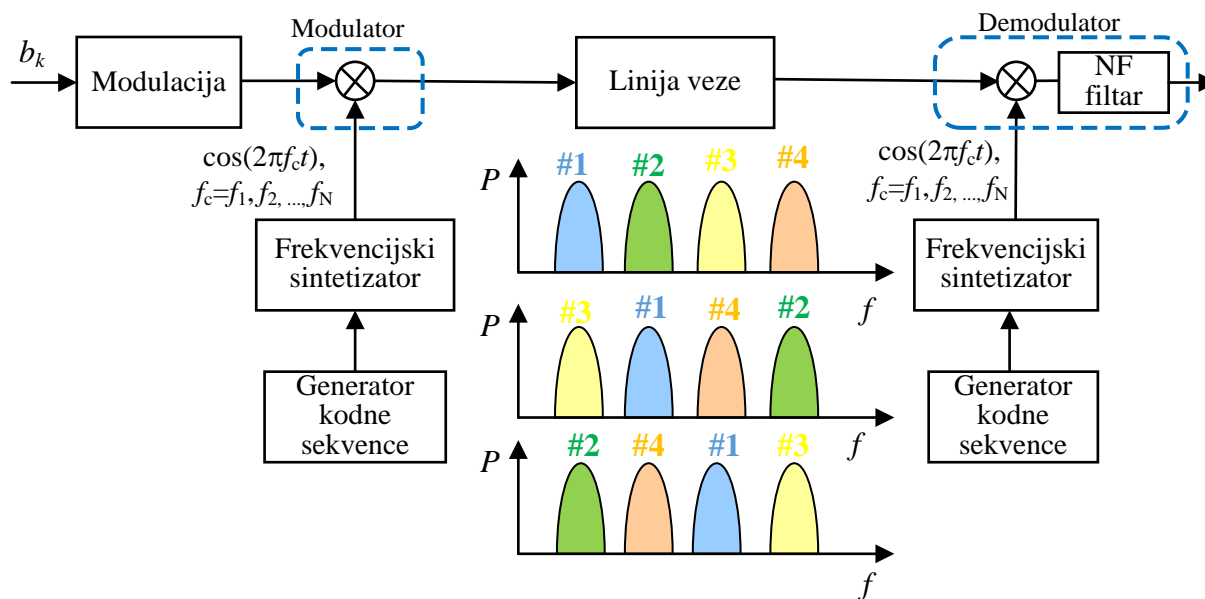 Modulator
Demodulator
b_k
Modulacija
Linija veze
NF
filtar
cos(2πf_ct),
f_c=f_1,f_2, ...,f_N
cos(2πf_ct),
f_c=f_1,f_2, ...,f_N
Frekvencijski
sintetizator
Generator
kodne
sekvence
P
#1
#2
#3
#4
f
P
#3
#1
#4
#2
f
P
#2
#4
#1
#3
f
Frekvencijski
sintetizator
Generator
kodne
sekvence